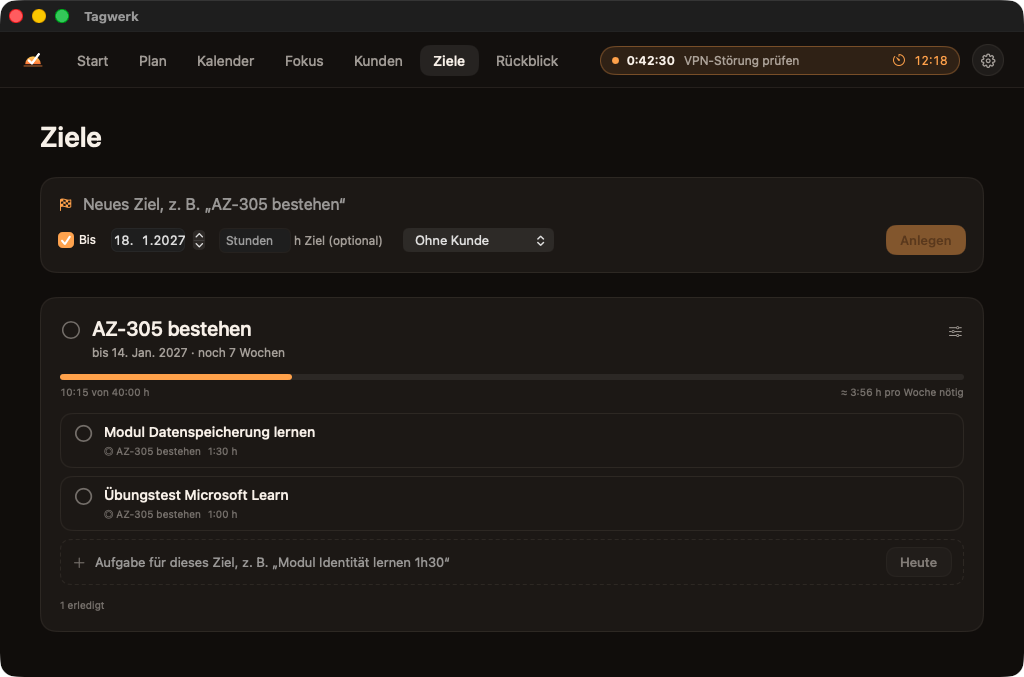 Tagwerk
Start Plan Kalender Fokus Kunden Ziele Rückblick 0:42:30 VPN-Störung prüfen 12:18
Ziele
Neues Ziel, z. B. „AZ-305 bestehen“
Bis 18. 1.2027 Stunden h Ziel (optional) Ohne Kunde Anlegen
AZ-305 bestehen
bis 14. Jan. 2027 · noch 7 Wochen
10:15 von 40:00 h ≈ 3:56 h pro Woche nötig
Modul Datenspeicherung lernen
AZ-305 bestehen 1:30 h
Übungstest Microsoft Learn
AZ-305 bestehen 1:00 h
Aufgabe für dieses Ziel, z. B. „Modul Identität lernen 1h30“ Heute
1 erledigt